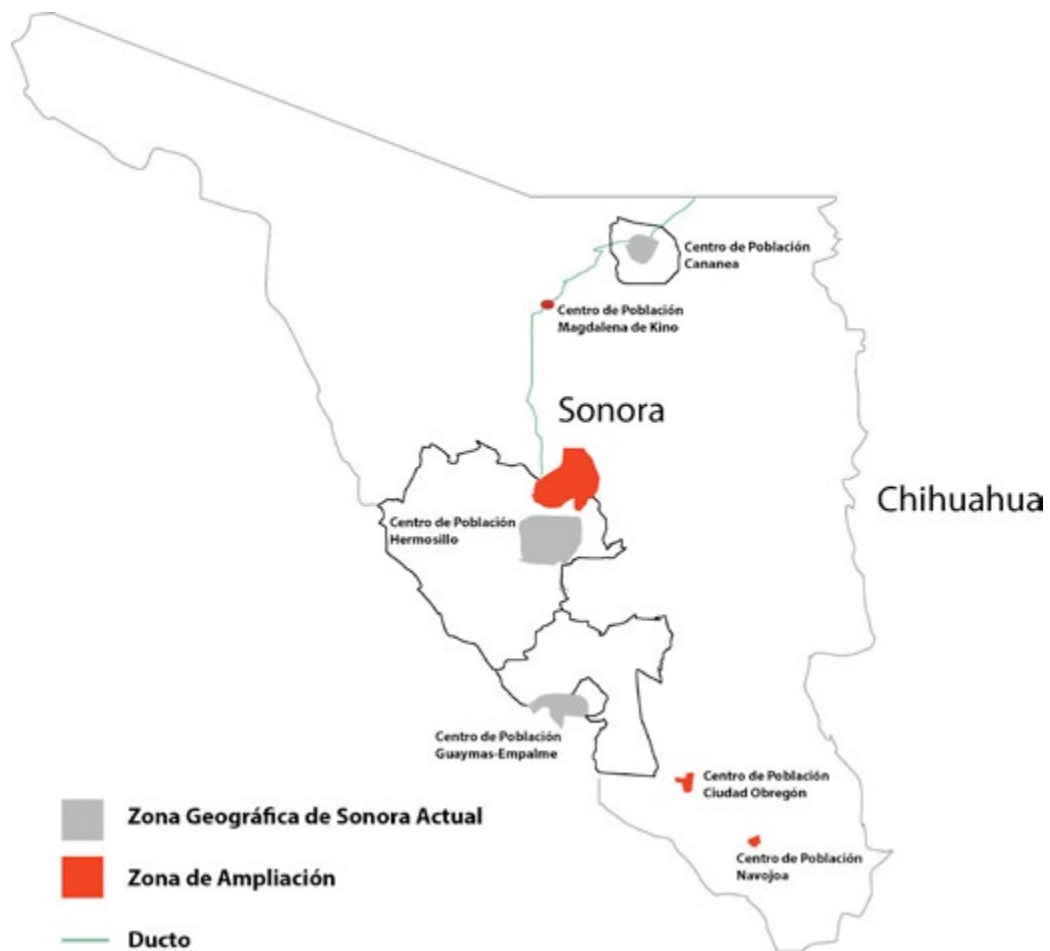 Centro de Población
Cananea
Centro de Población
Magdalena de Kino
Sonora
Chihuahua
Centro de Población
Hermosillo
Centro de Población
Guaymas-Empalme
Centro de Población
Ciudad Obregón
Centro de Población
Navojoa
Zona Geográfica de Sonora Actual
Zona de Ampliación
Ducto